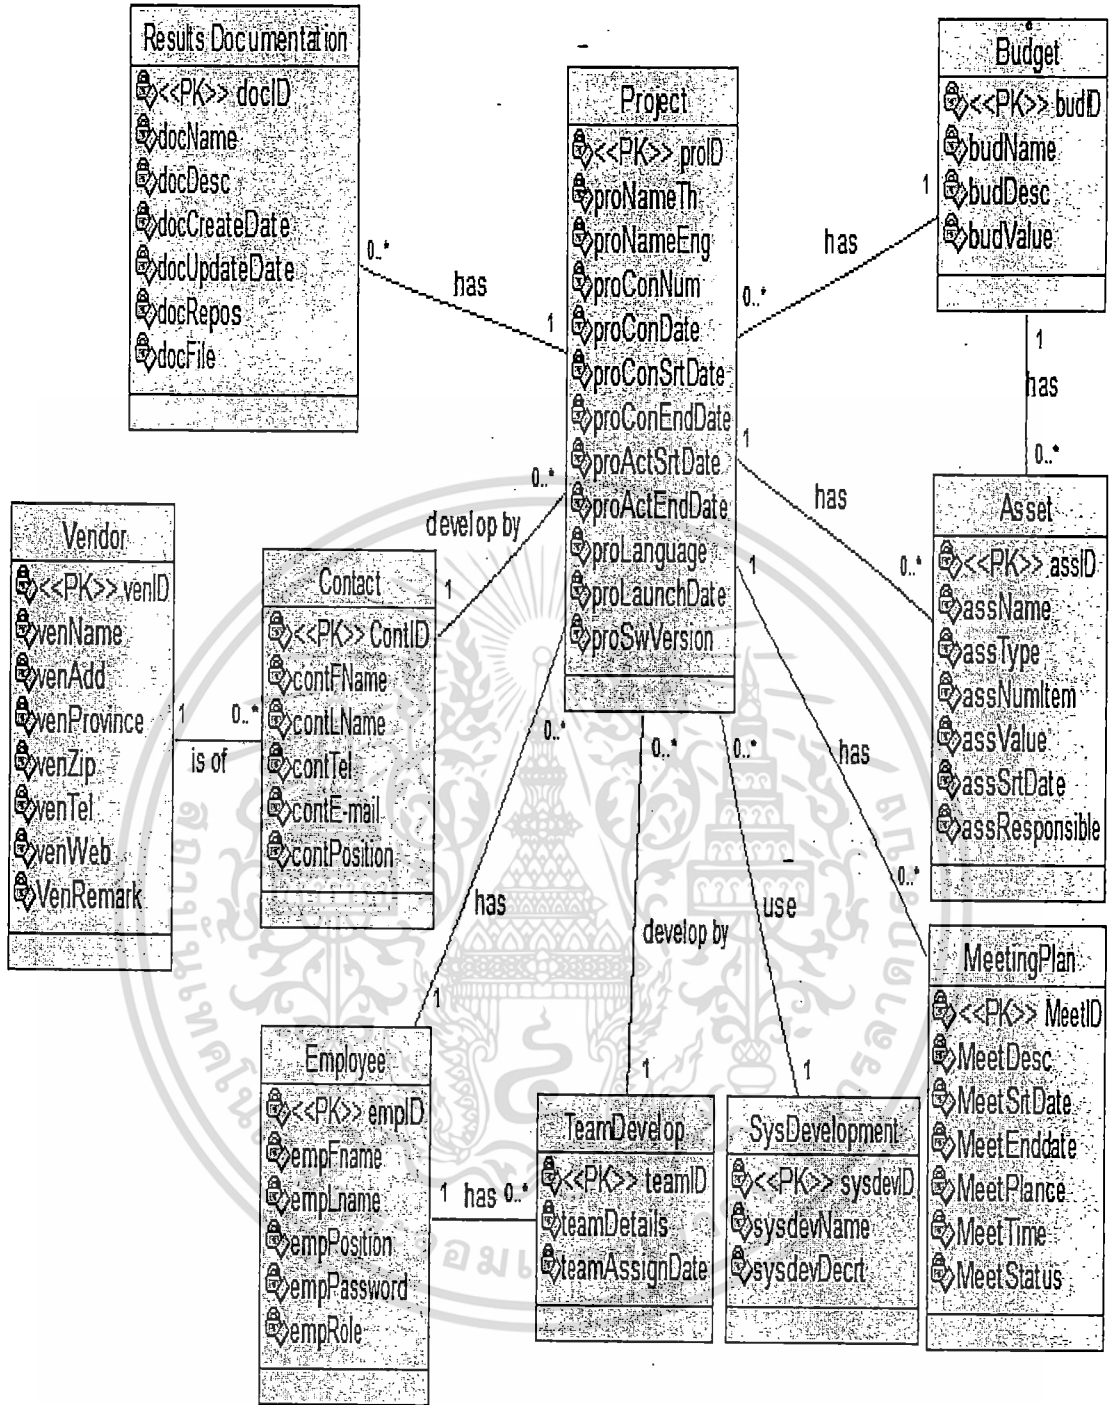 Results Documentation
<<PK>> docID
docName
docDesc
docCreateDate
docUpdateDate
docRepos
docFile
Project
<<PK>> proID
proNameTh
proNameEng
proConNum
proConDate
proConSrtDate
proConEndDate
proActSrtDate
proActEndDate
proLanguage
proLaunchDate
proSwVersion
Budget
<<PK>> budID
budName
budDesc
budValue
0..*
has
1
1
has
0..*
1
has
0..*
Vendor
<<PK>> venID
venName
venAdd
venProvince
venZip
venTel
venWeb
VenRemark
1
0..*
is of
Contact
<<PK>> ContID
contFName
contLName
contTel
contE-mail
contPosition
0..*
develop by
1
1
has
0..*
Asset
<<PK>> assID
assName
assType
assNumItem
assValue
assSrtDate
assResponsible
1
has
0..*
0..*
has
1
0..*
develop by
1
0..*
use
1
MeetingPlan
<<PK>> MeetID
MeetDesc
MeetSrtDate
MeetEnddate
MeetPlance
MeetTime
MeetStatus
Employee
<<PK>> empID
empFname
empLname
empPosition
empPassword
empRole
1 has 0..*
TeamDevelop
<<PK>> teamID
teamDetails
teamAssignDate
SysDevelopment
<<PK>> sysdevID
sysdevName
sysdevDecrt